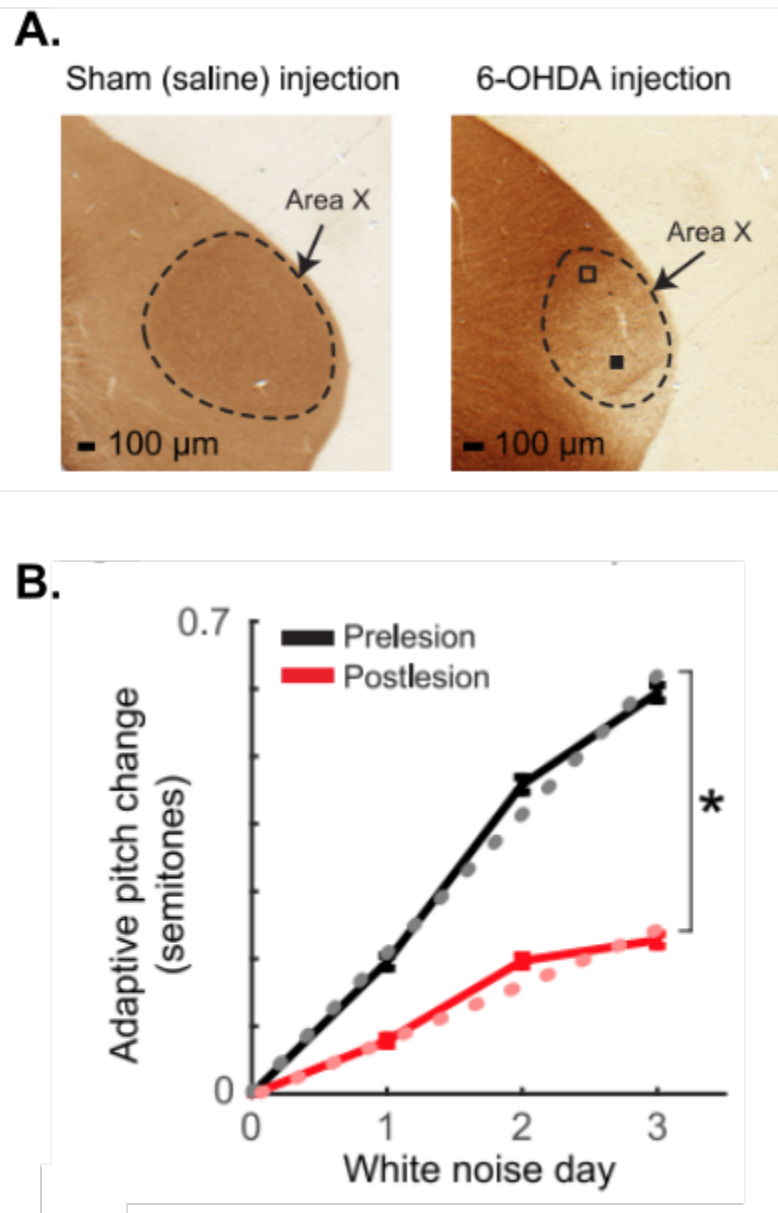 A.
Sham (saline) injection
6-OHDA injection
Area X
Area X
100 µm
100 µm
B.
0.7
Prelesion
Postlesion
Adaptive pitch change
(semitones)
*
0
0 1 2 3
White noise day